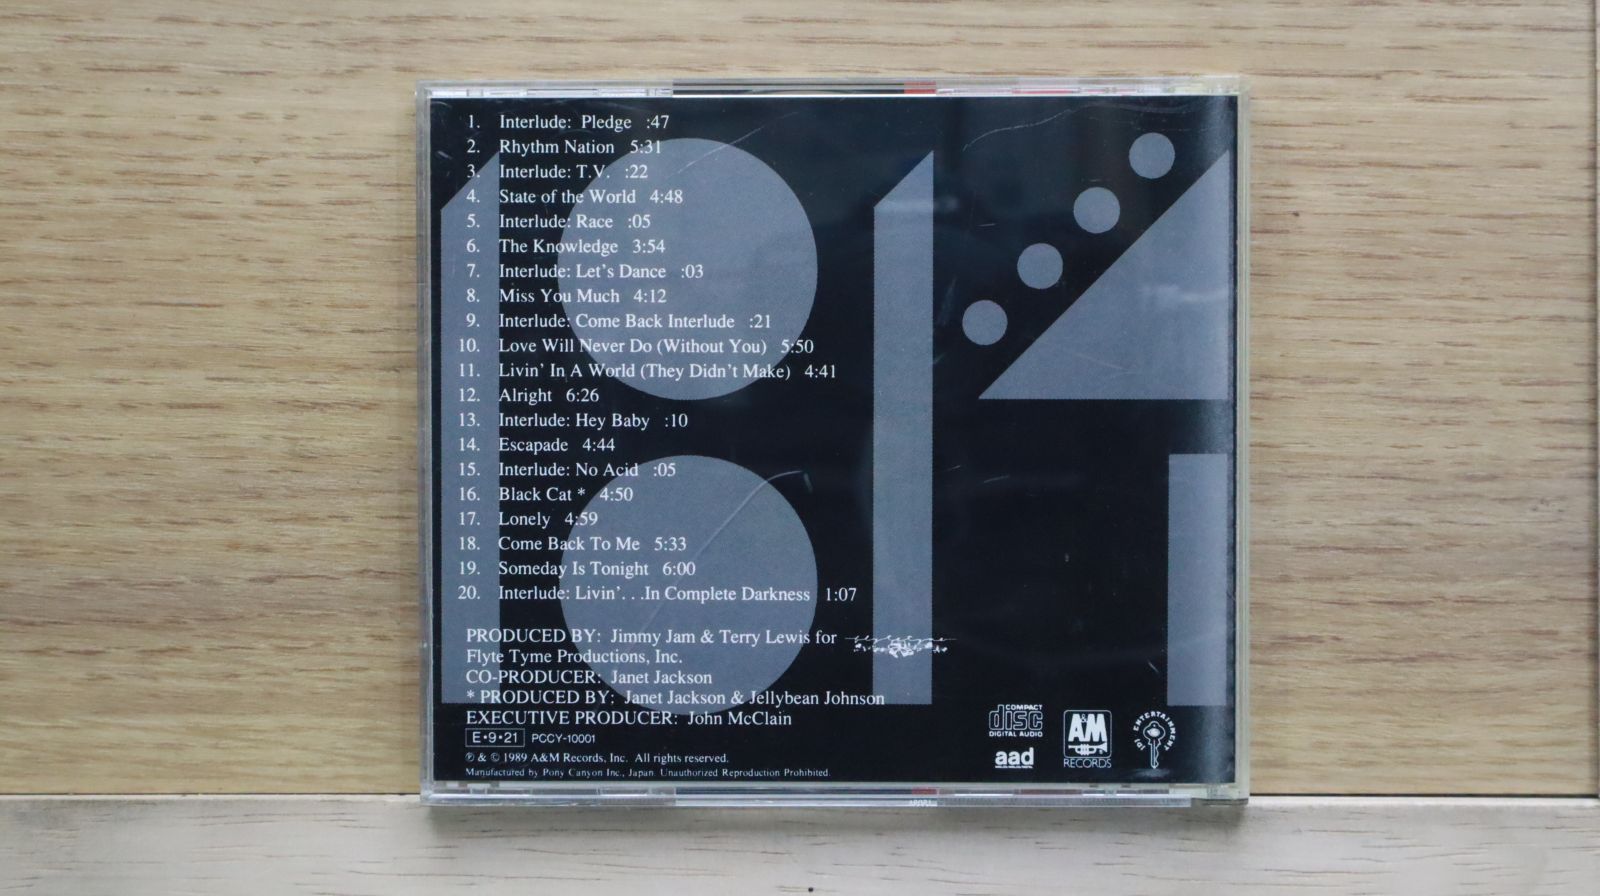 1. Interlude: Pledge :47
2. Rhythm Nation 5:31
3. Interlude: T.V. :22
4. State of the World 4:48
5. Interlude: Race :05
6. The Knowledge 3:54
7. Interlude: Let's Dance :03
8. Miss You Much 4:12
9. Interlude: Come Back Interlude :21
10. Love Will Never Do (Without You) 5:50
11. Livin' In A World (They Didn't Make) 4:41
12. Alright 6:26
13. Interlude: Hey Baby :10
14. Escapade 4:44
15. Interlude: No Acid :05
16. Black Cat * 4:50
17. Lonely 4:59
18. Come Back To Me 5:33
19. Someday Is Tonight 6:00
20. Interlude: Livin'. . .In Complete Darkness 1:07
PRODUCED BY: Jimmy Jam & Terry Lewis for
Flyte Tyme Productions, Inc.
CO-PRODUCER: Janet Jackson
* PRODUCED BY: Janet Jackson & Jellybean Johnson
EXECUTIVE PRODUCER: John McClain
E•9•21 PCCY-10001
℗ & © 1989 A&M Records, Inc. All rights reserved.
Manufactured by Pony Canyon Inc., Japan. Unauthorized Reproduction Prohibited.
COMPACT
disc
DIGITAL AUDIO
aad
A&M
RECORDS
JDJ ENTERTAINMENT
1814